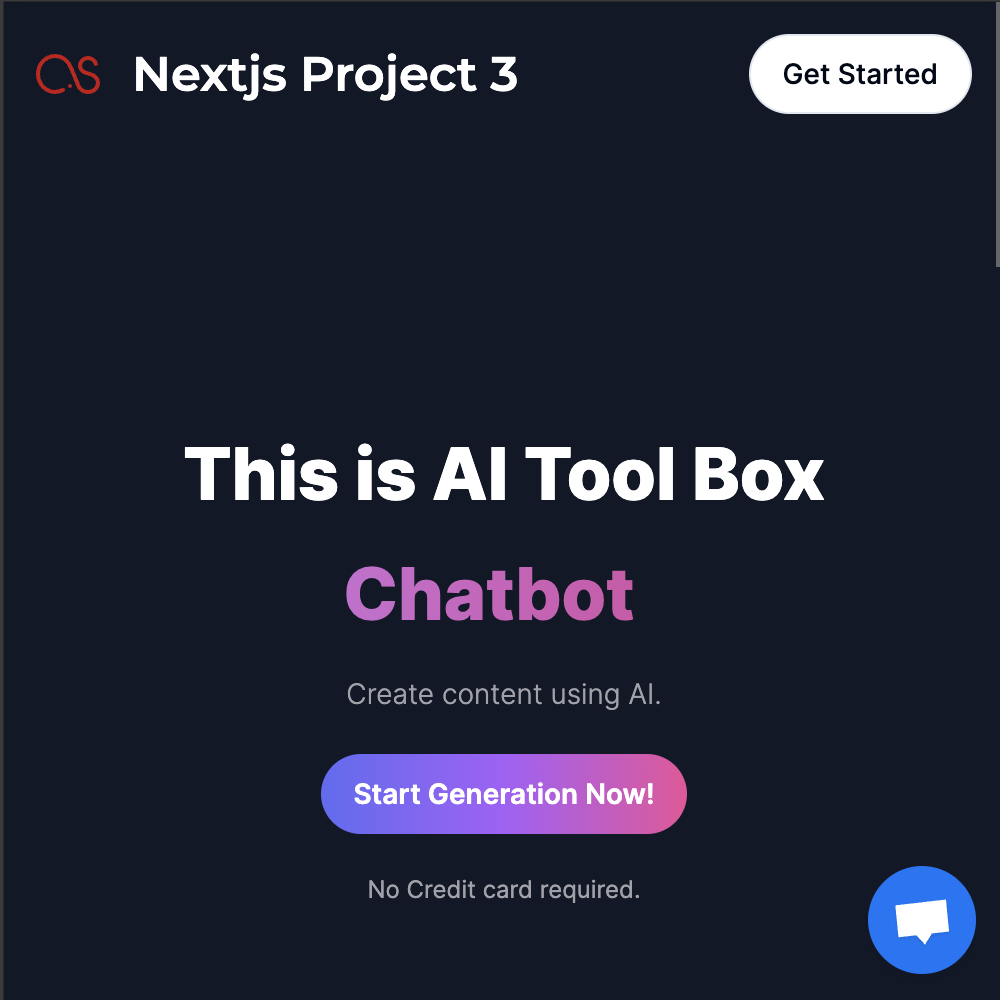 Nextjs Project 3
Get Started
This is AI Tool Box
Chatbot
Create content using AI.
Start Generation Now!
No Credit card required.